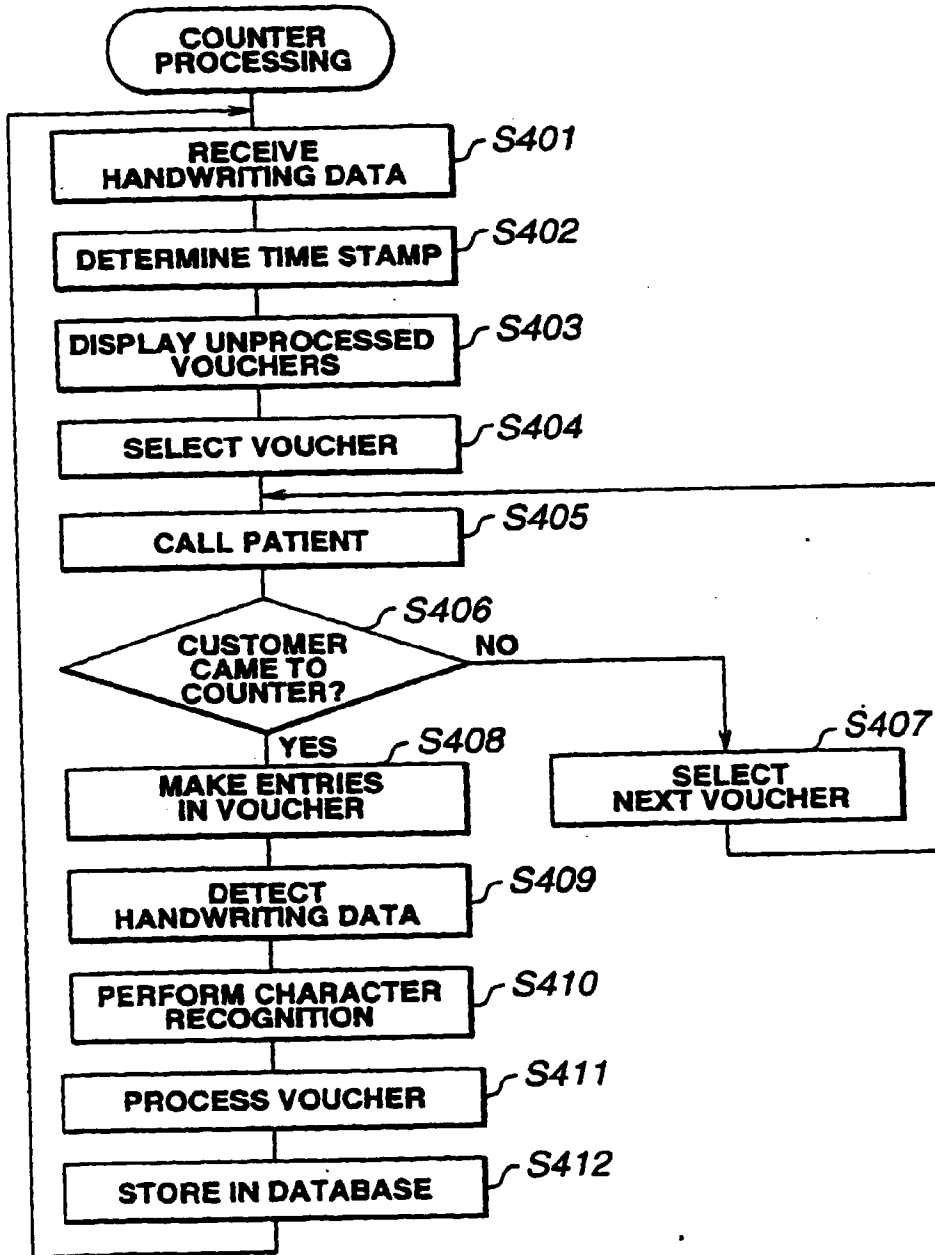 COUNTER
PROCESSING
RECEIVE
HANDWRITING DATA
S401
DETERMINE TIME STAMP
S402
DISPLAY UNPROCESSED
VOUCHERS
S403
SELECT VOUCHER
S404
CALL PATIENT
S405
CUSTOMER
CAME TO
COUNTER?
S406
NO
YES
SELECT
NEXT VOUCHER
S407
MAKE ENTRIES
IN VOUCHER
S408
DETECT
HANDWRITING DATA
S409
PERFORM CHARACTER
RECOGNITION
S410
PROCESS VOUCHER
S411
STORE IN DATABASE
S412